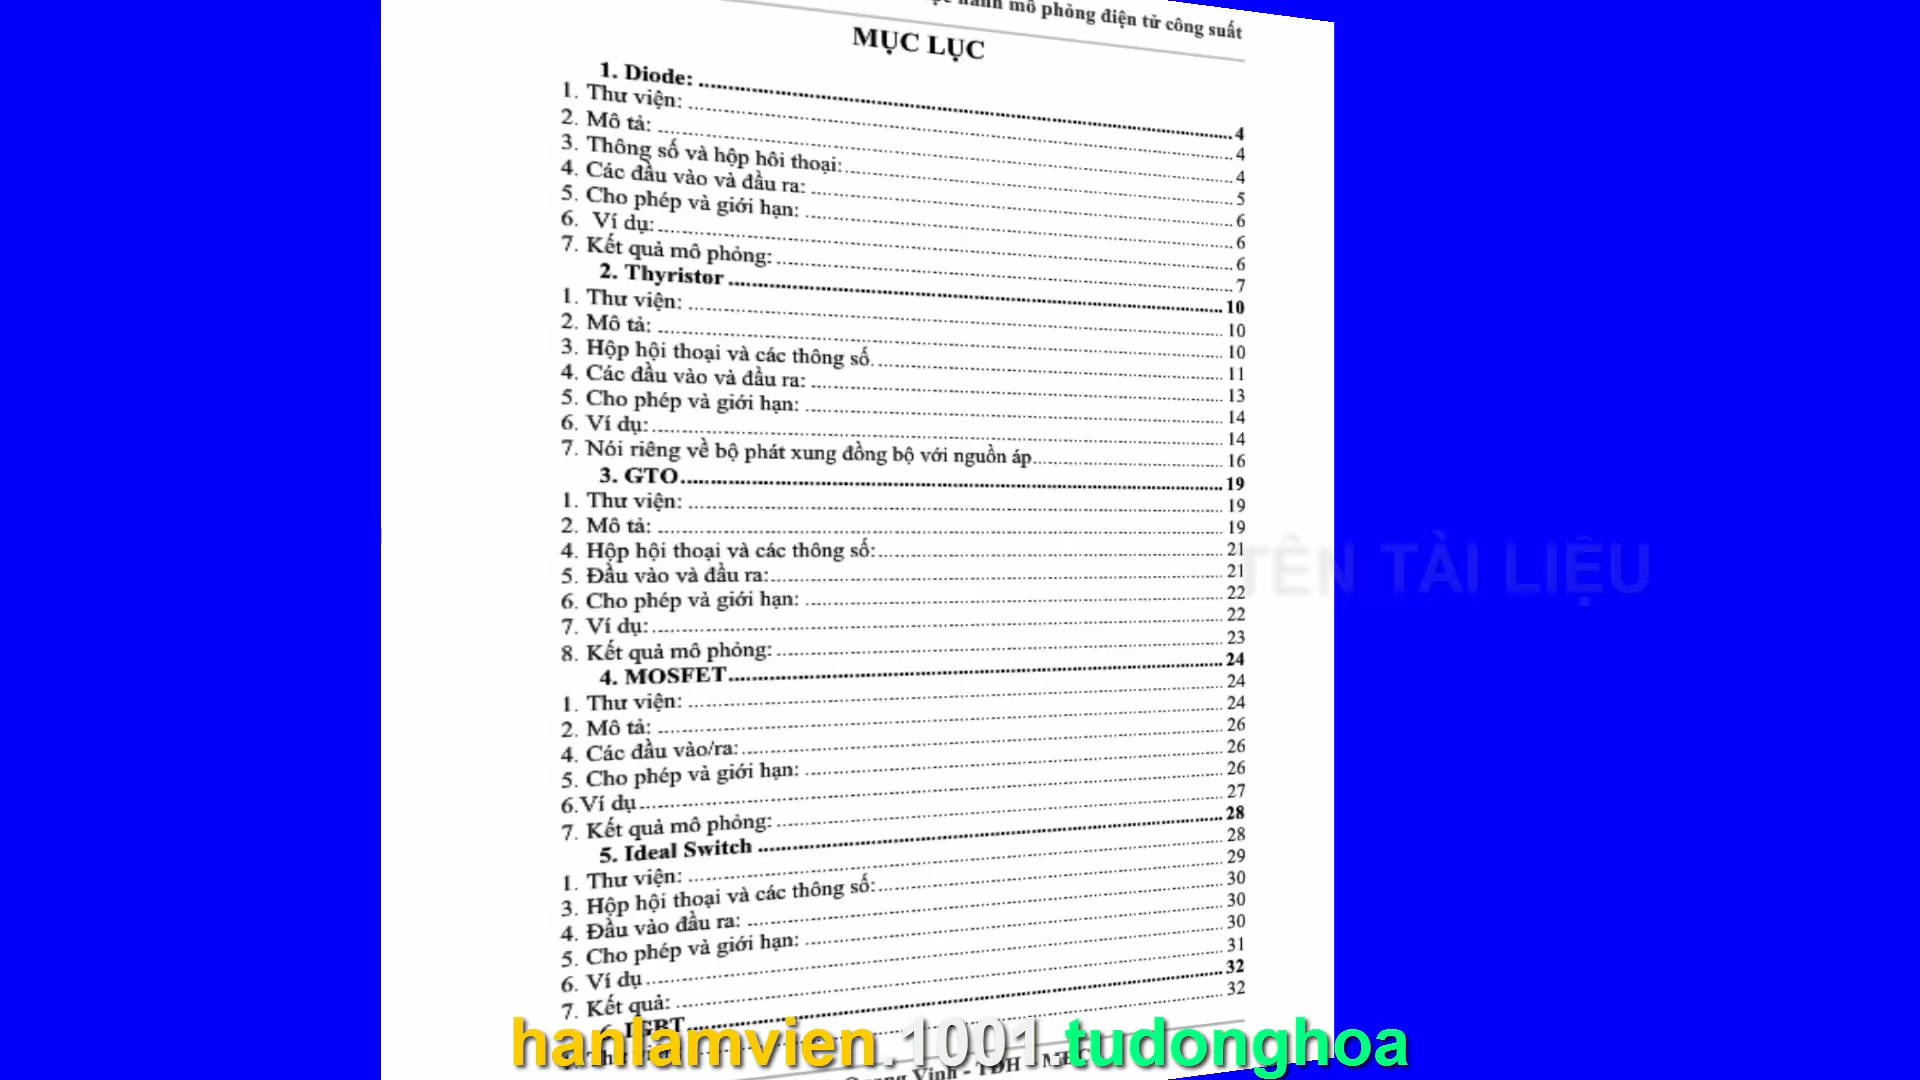 hành mô phỏng điện tử công suất
MỤC LỤC
1. Diode: 4
1. Thư viện: 4
2. Mô tả: 4
3. Thông số và hộp hôi thoại: 5
4. Các đầu vào và đầu ra: 6
5. Cho phép và giới hạn: 6
6. Ví dụ: 6
7. Kết quả mô phỏng: 7
2. Thyristor 10
1. Thư viện: 10
2. Mô tả: 10
3. Hộp hội thoại và các thông số. 11
4. Các đầu vào và đầu ra: 13
5. Cho phép và giới hạn: 14
6. Ví dụ: 14
7. Nói riêng về bộ phát xung đồng bộ với nguồn áp 16
3. GTO 19
1. Thư viện: 19
2. Mô tả: 19
4. Hộp hội thoại và các thông số: 21
5. Đầu vào và đầu ra: 21
6. Cho phép và giới hạn: 22
7. Ví dụ: 22
8. Kết quả mô phỏng: 23
4. MOSFET 24
1. Thư viện: 24
2. Mô tả: 24
4. Các đầu vào/ra: 26
5. Cho phép và giới hạn: 26
6.Ví dụ 26
7. Kết quả mô phỏng: 27
5. Ideal Switch 28
1. Thư viện: 28
3. Hộp hội thoại và các thông số: 29
4. Đầu vào đầu ra: 30
5. Cho phép và giới hạn: 30
6. Ví dụ 30
7. Kết quả: 31
IGBT 32
32
Vinh - TĐH
TÊN TÀI LIỆU
hanlamvien.1001.tudonghoa